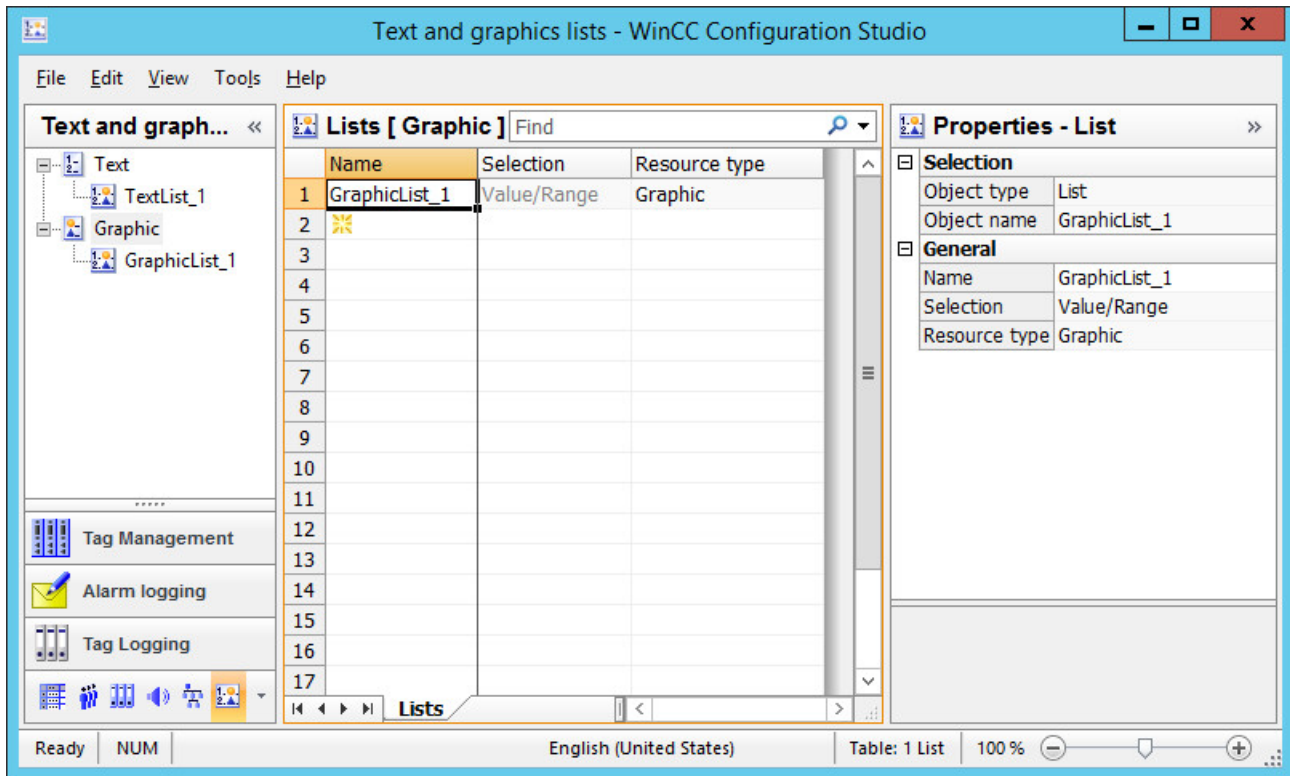 Text and graphics lists - WinCC Configuration Studio
File Edit View Tools Help
Text and graph... «
Text
TextList_1
Graphic
GraphicList_1
Tag Management
Alarm logging
Tag Logging
Lists [ Graphic ] Find
Name Selection Resource type
1 GraphicList_1 Value/Range Graphic
2
3
4
5
6
7
8
9
10
11
12
13
14
15
16
17
Lists
Properties - List »
Selection
Object type List
Object name GraphicList_1
General
Name GraphicList_1
Selection Value/Range
Resource type Graphic
Ready NUM English (United States) Table: 1 List 100 %